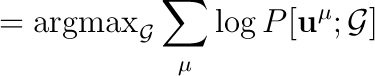 = argmax_𝒢 ∑_μ log P[𝐮^μ; 𝒢]